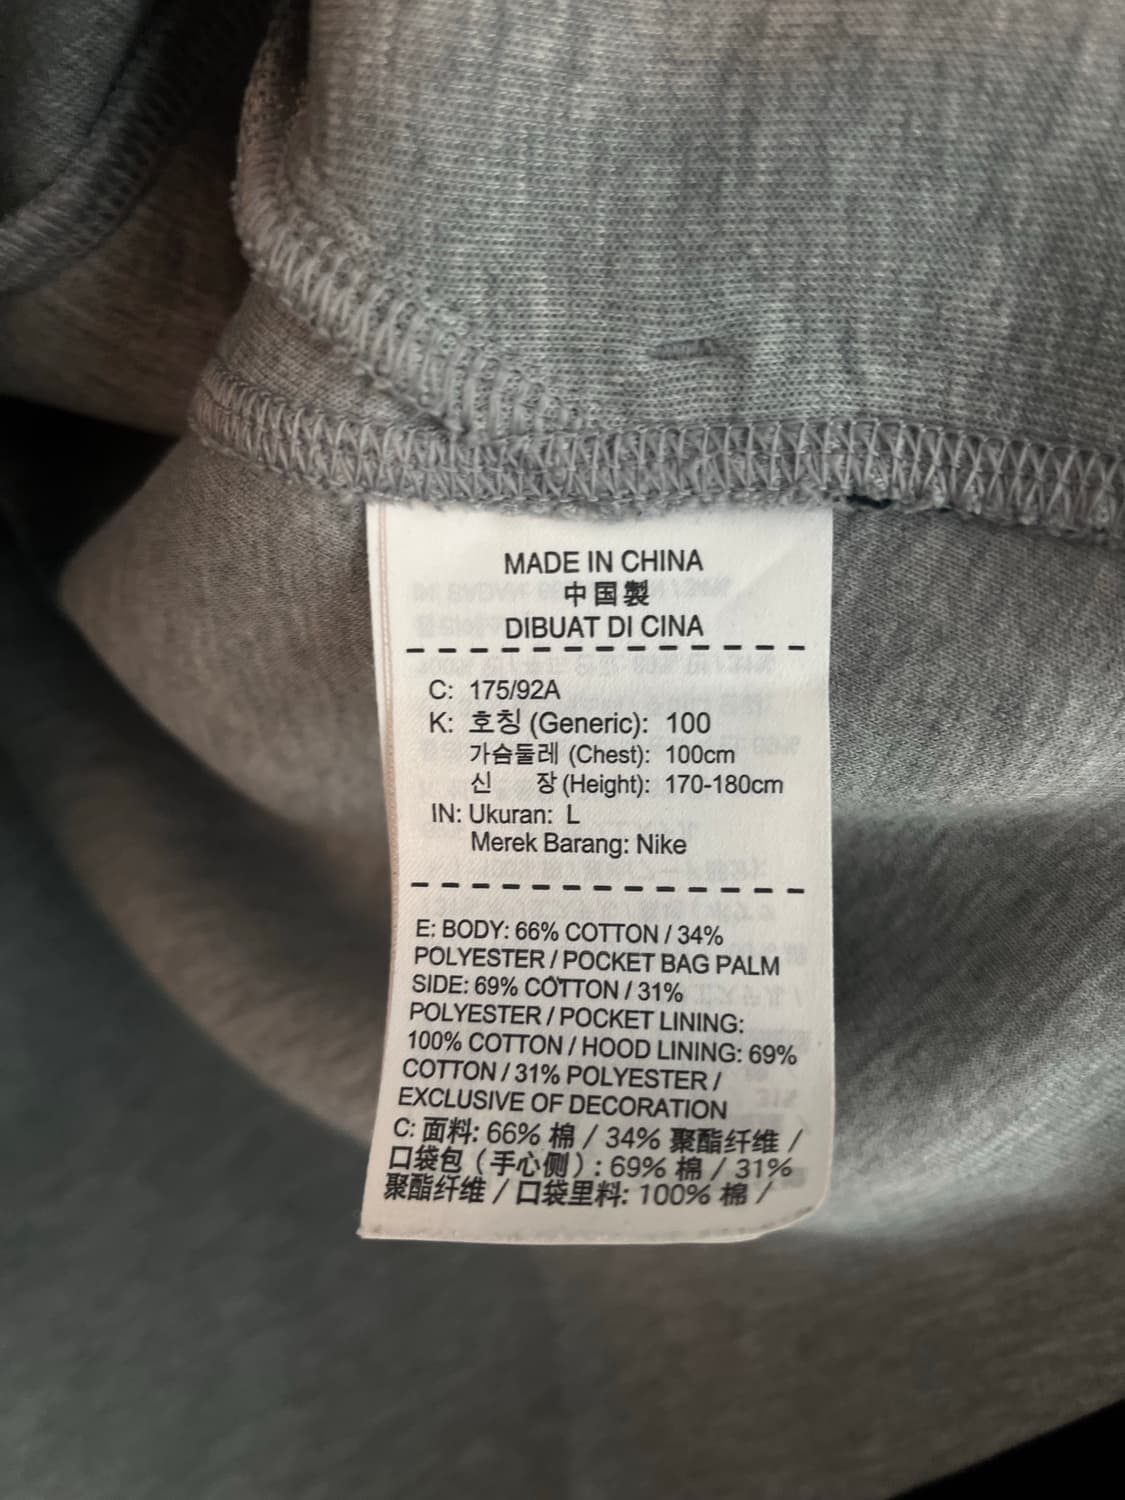 MADE IN CHINA
中国製
DIBUAT DI CINA
C: 175/92A
K: 호칭 (Generic): 100
가슴둘레 (Chest): 100cm
신 장 (Height): 170-180cm
IN: Ukuran: L
Merek Barang: Nike
E: BODY: 66% COTTON / 34%
POLYESTER / POCKET BAG PALM
SIDE: 69% COTTON / 31%
POLYESTER / POCKET LINING:
100% COTTON / HOOD LINING: 69%
COTTON / 31% POLYESTER /
EXCLUSIVE OF DECORATION
C: 面料: 66% 棉 / 34% 聚酯纤维 /
口袋包（手心侧）: 69% 棉 / 31%
聚酯纤维 / 口袋里料: 100% 棉 /